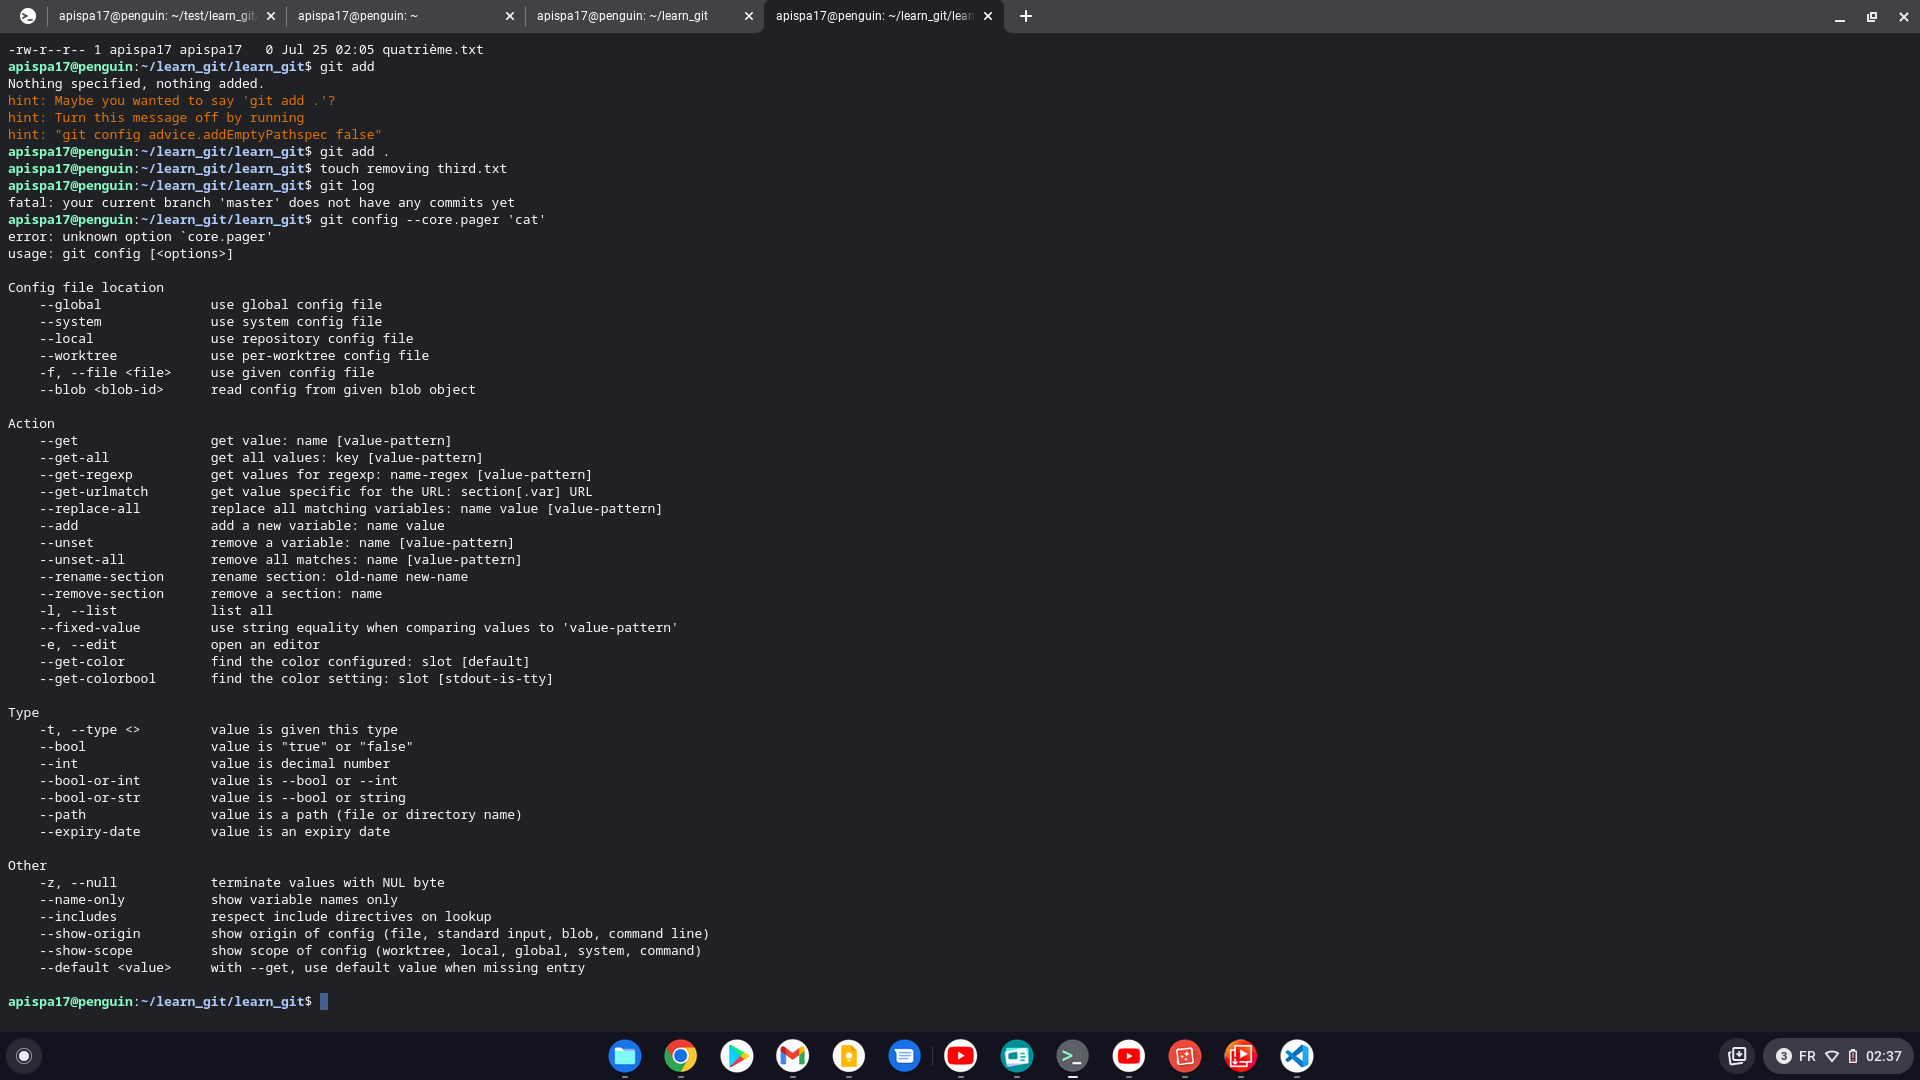 apispa17@penguin: ~/test/learn_git/
apispa17@penguin: ~
apispa17@penguin: ~/learn_git
apispa17@penguin: ~/learn_git/lear
-rw-r--r-- 1 apispa17 apispa17   0 Jul 25 02:05 quatrième.txt
apispa17@penguin:~/learn_git/learn_git$ git add
Nothing specified, nothing added.
hint: Maybe you wanted to say 'git add .'?
hint: Turn this message off by running
hint: "git config advice.addEmptyPathspec false"
apispa17@penguin:~/learn_git/learn_git$ git add .
apispa17@penguin:~/learn_git/learn_git$ touch removing third.txt
apispa17@penguin:~/learn_git/learn_git$ git log
fatal: your current branch 'master' does not have any commits yet
apispa17@penguin:~/learn_git/learn_git$ git config --core.pager 'cat'
error: unknown option `core.pager'
usage: git config [<options>]

Config file location
    --global              use global config file
    --system              use system config file
    --local               use repository config file
    --worktree            use per-worktree config file
    -f, --file <file>     use given config file
    --blob <blob-id>      read config from given blob object

Action
    --get                 get value: name [value-pattern]
    --get-all             get all values: key [value-pattern]
    --get-regexp          get values for regexp: name-regex [value-pattern]
    --get-urlmatch        get value specific for the URL: section[.var] URL
    --replace-all         replace all matching variables: name value [value-pattern]
    --add                 add a new variable: name value
    --unset               remove a variable: name [value-pattern]
    --unset-all           remove all matches: name [value-pattern]
    --rename-section      rename section: old-name new-name
    --remove-section      remove a section: name
    -l, --list            list all
    --fixed-value         use string equality when comparing values to 'value-pattern'
    -e, --edit            open an editor
    --get-color           find the color configured: slot [default]
    --get-colorbool       find the color setting: slot [stdout-is-tty]

Type
    -t, --type <>         value is given this type
    --bool                value is "true" or "false"
    --int                 value is decimal number
    --bool-or-int         value is --bool or --int
    --bool-or-str         value is --bool or string
    --path                value is a path (file or directory name)
    --expiry-date         value is an expiry date

Other
    -z, --null            terminate values with NUL byte
    --name-only           show variable names only
    --includes            respect include directives on lookup
    --show-origin         show origin of config (file, standard input, blob, command line)
    --show-scope          show scope of config (worktree, local, global, system, command)
    --default <value>     with --get, use default value when missing entry

apispa17@penguin:~/learn_git/learn_git$
3 FR 02:37